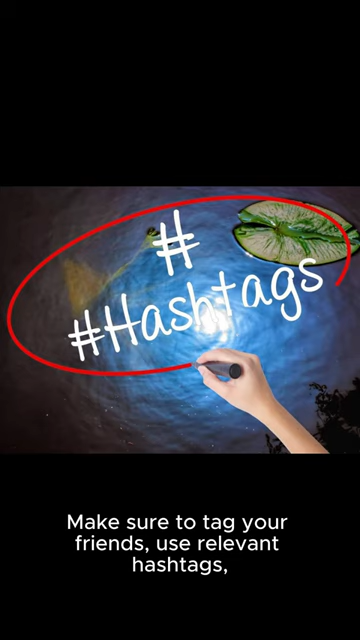 #
#Hashtags
Make sure to tag your
friends, use relevant
hashtags,